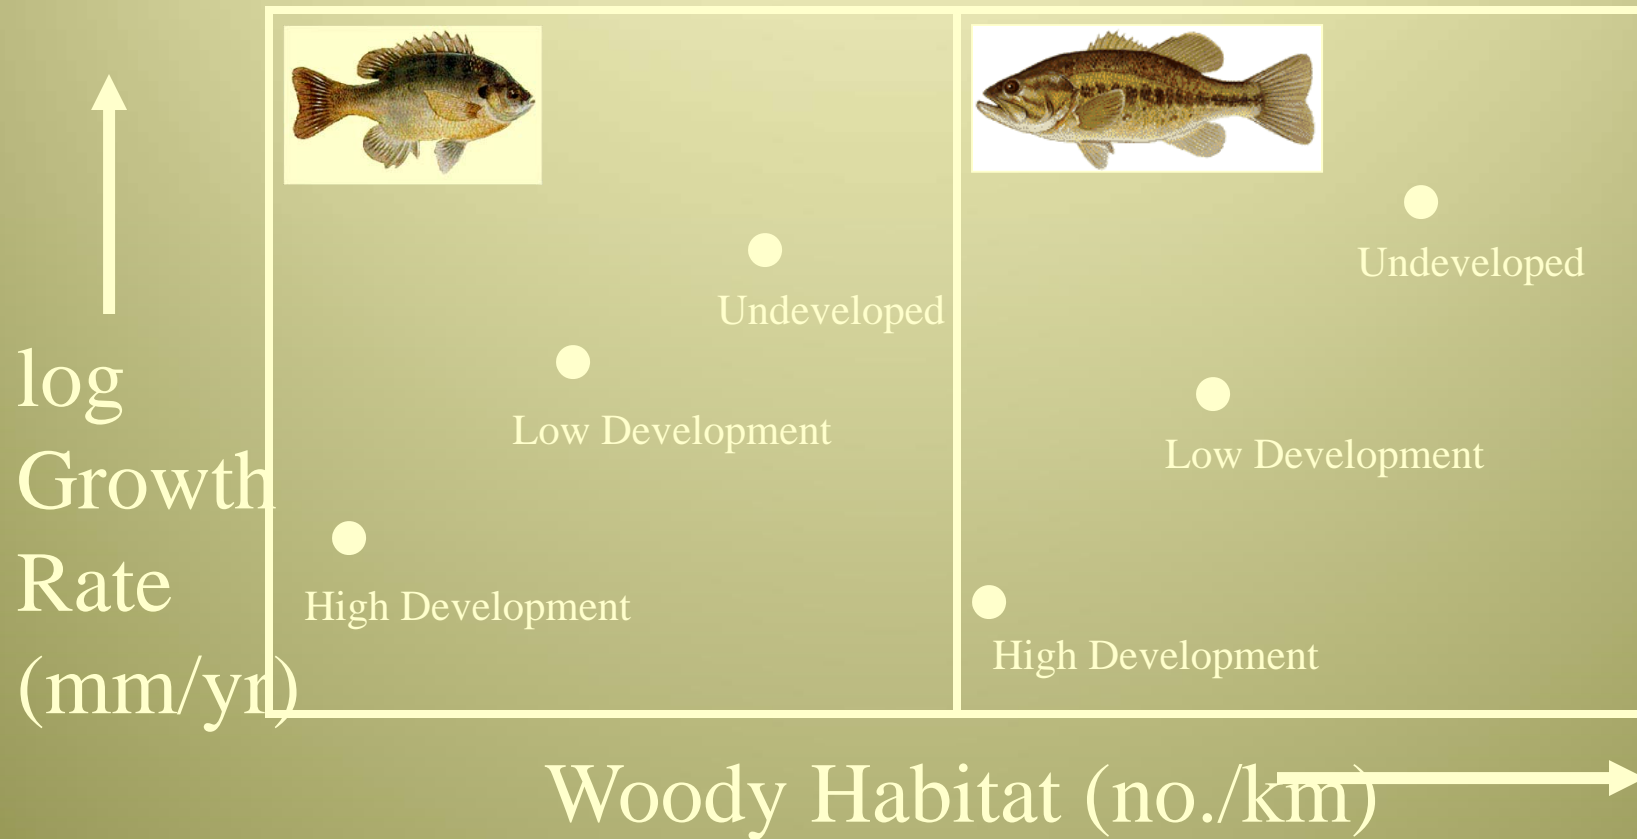 log
Growth
Rate
(mm/yr)
Undeveloped
Low Development
High Development
Undeveloped
Low Development
High Development
Woody Habitat (no./km)